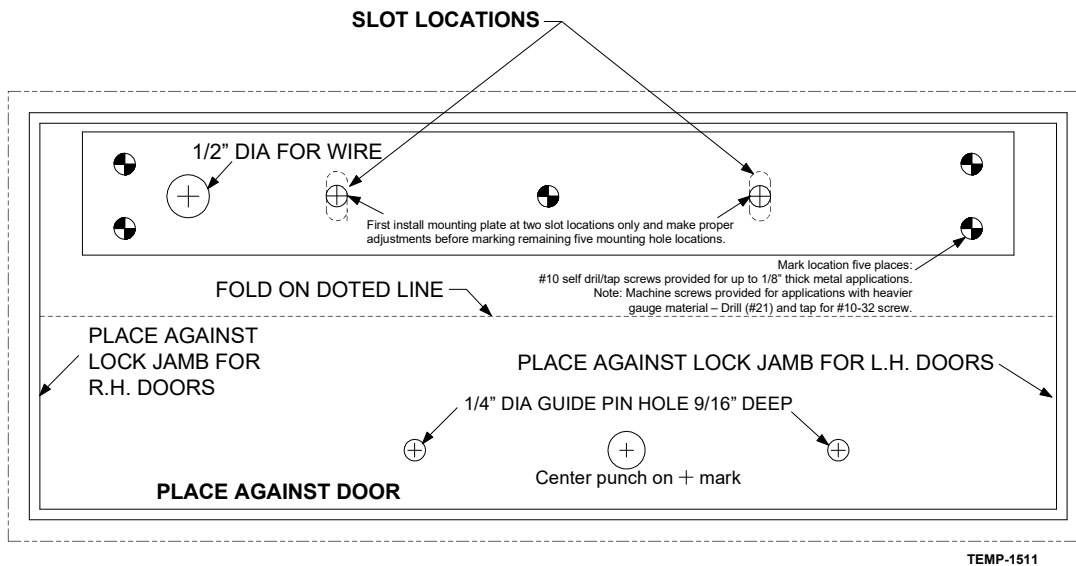 SLOT LOCATIONS
1/2” DIA FOR WIRE
First install mounting plate at two slot locations only and make proper
adjustments before marking remaining five mounting hole locations.
Mark location five places:
#10 self dril/tap screws provided for up to 1/8” thick metal applications.
Note: Machine screws provided for applications with heavier
gauge material – Drill (#21) and tap for #10-32 screw.
FOLD ON DOTED LINE
PLACE AGAINST
LOCK JAMB FOR
R.H. DOORS
PLACE AGAINST LOCK JAMB FOR L.H. DOORS
1/4” DIA GUIDE PIN HOLE 9/16” DEEP
Center punch on + mark
PLACE AGAINST DOOR
TEMP-1511